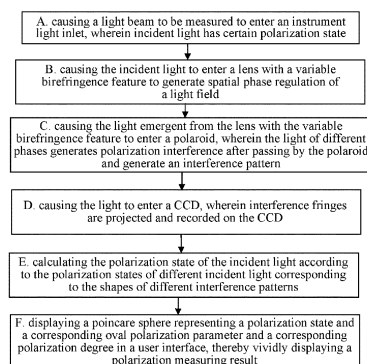 A. causing a light beam to be measured to enter an instrument
light inlet, wherein incident light has certain polarization state
B. causing the incident light to enter a lens with a variable
birefringence feature to generate spatial phase regulation of
a light field
C. causing the light emergent from the lens with the variable
birefringence feature to enter a polaroid, wherein the light of different
phases generates polarization interference after passing by the polaroid
and generate an interference pattern
D. causing the light to enter a CCD, wherein interference fringes
are projected and recorded on the CCD
E. calculating the polarization state of the incident light according
to the polarization states of different incident light corresponding
to the shapes of different interference patterns
F. displaying a poincare sphere representing a polarization state and
a corresponding oval polarization parameter and a corresponding
polarization degree in a user interface, thereby vividly displaying a
polarization measuring result